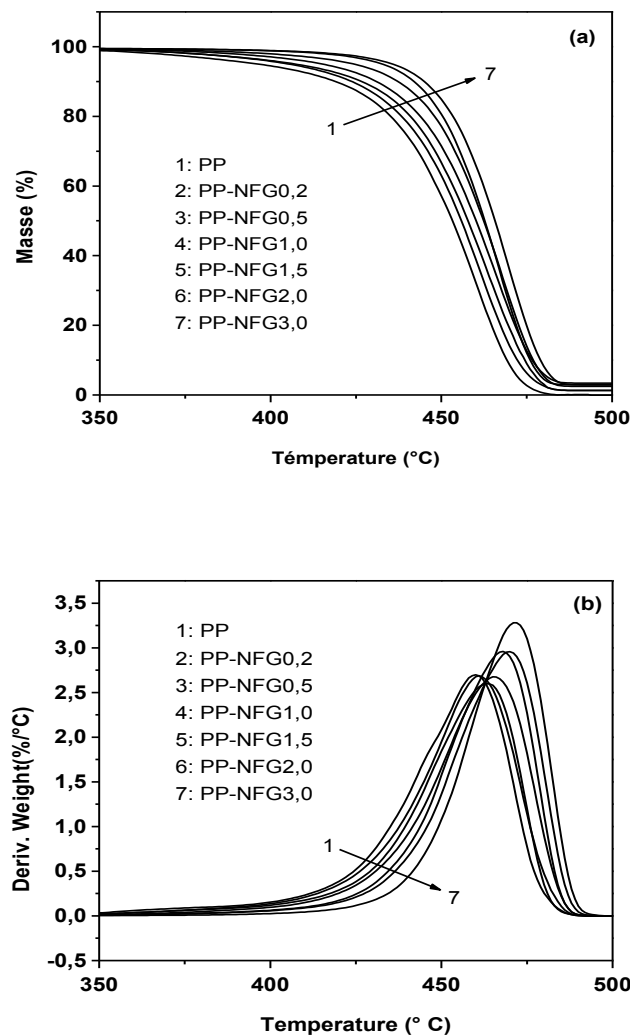 (a)
100
80
60
40
20
0
Masse (%)
1
7
1: PP
2: PP-NFG0,2
3: PP-NFG0,5
4: PP-NFG1,0
5: PP-NFG1,5
6: PP-NFG2,0
7: PP-NFG3,0
350 400 450 500
Témperature (°C)
(b)
3,5
3,0
2,5
2,0
1,5
1,0
0,5
0,0
-0,5
Deriv. Weight(%/°C)
1: PP
2: PP-NFG0,2
3: PP-NFG0,5
4: PP-NFG1,0
5: PP-NFG1,5
6: PP-NFG2,0
7: PP-NFG3,0
1
7
350 400 450 500
Temperature (° C)